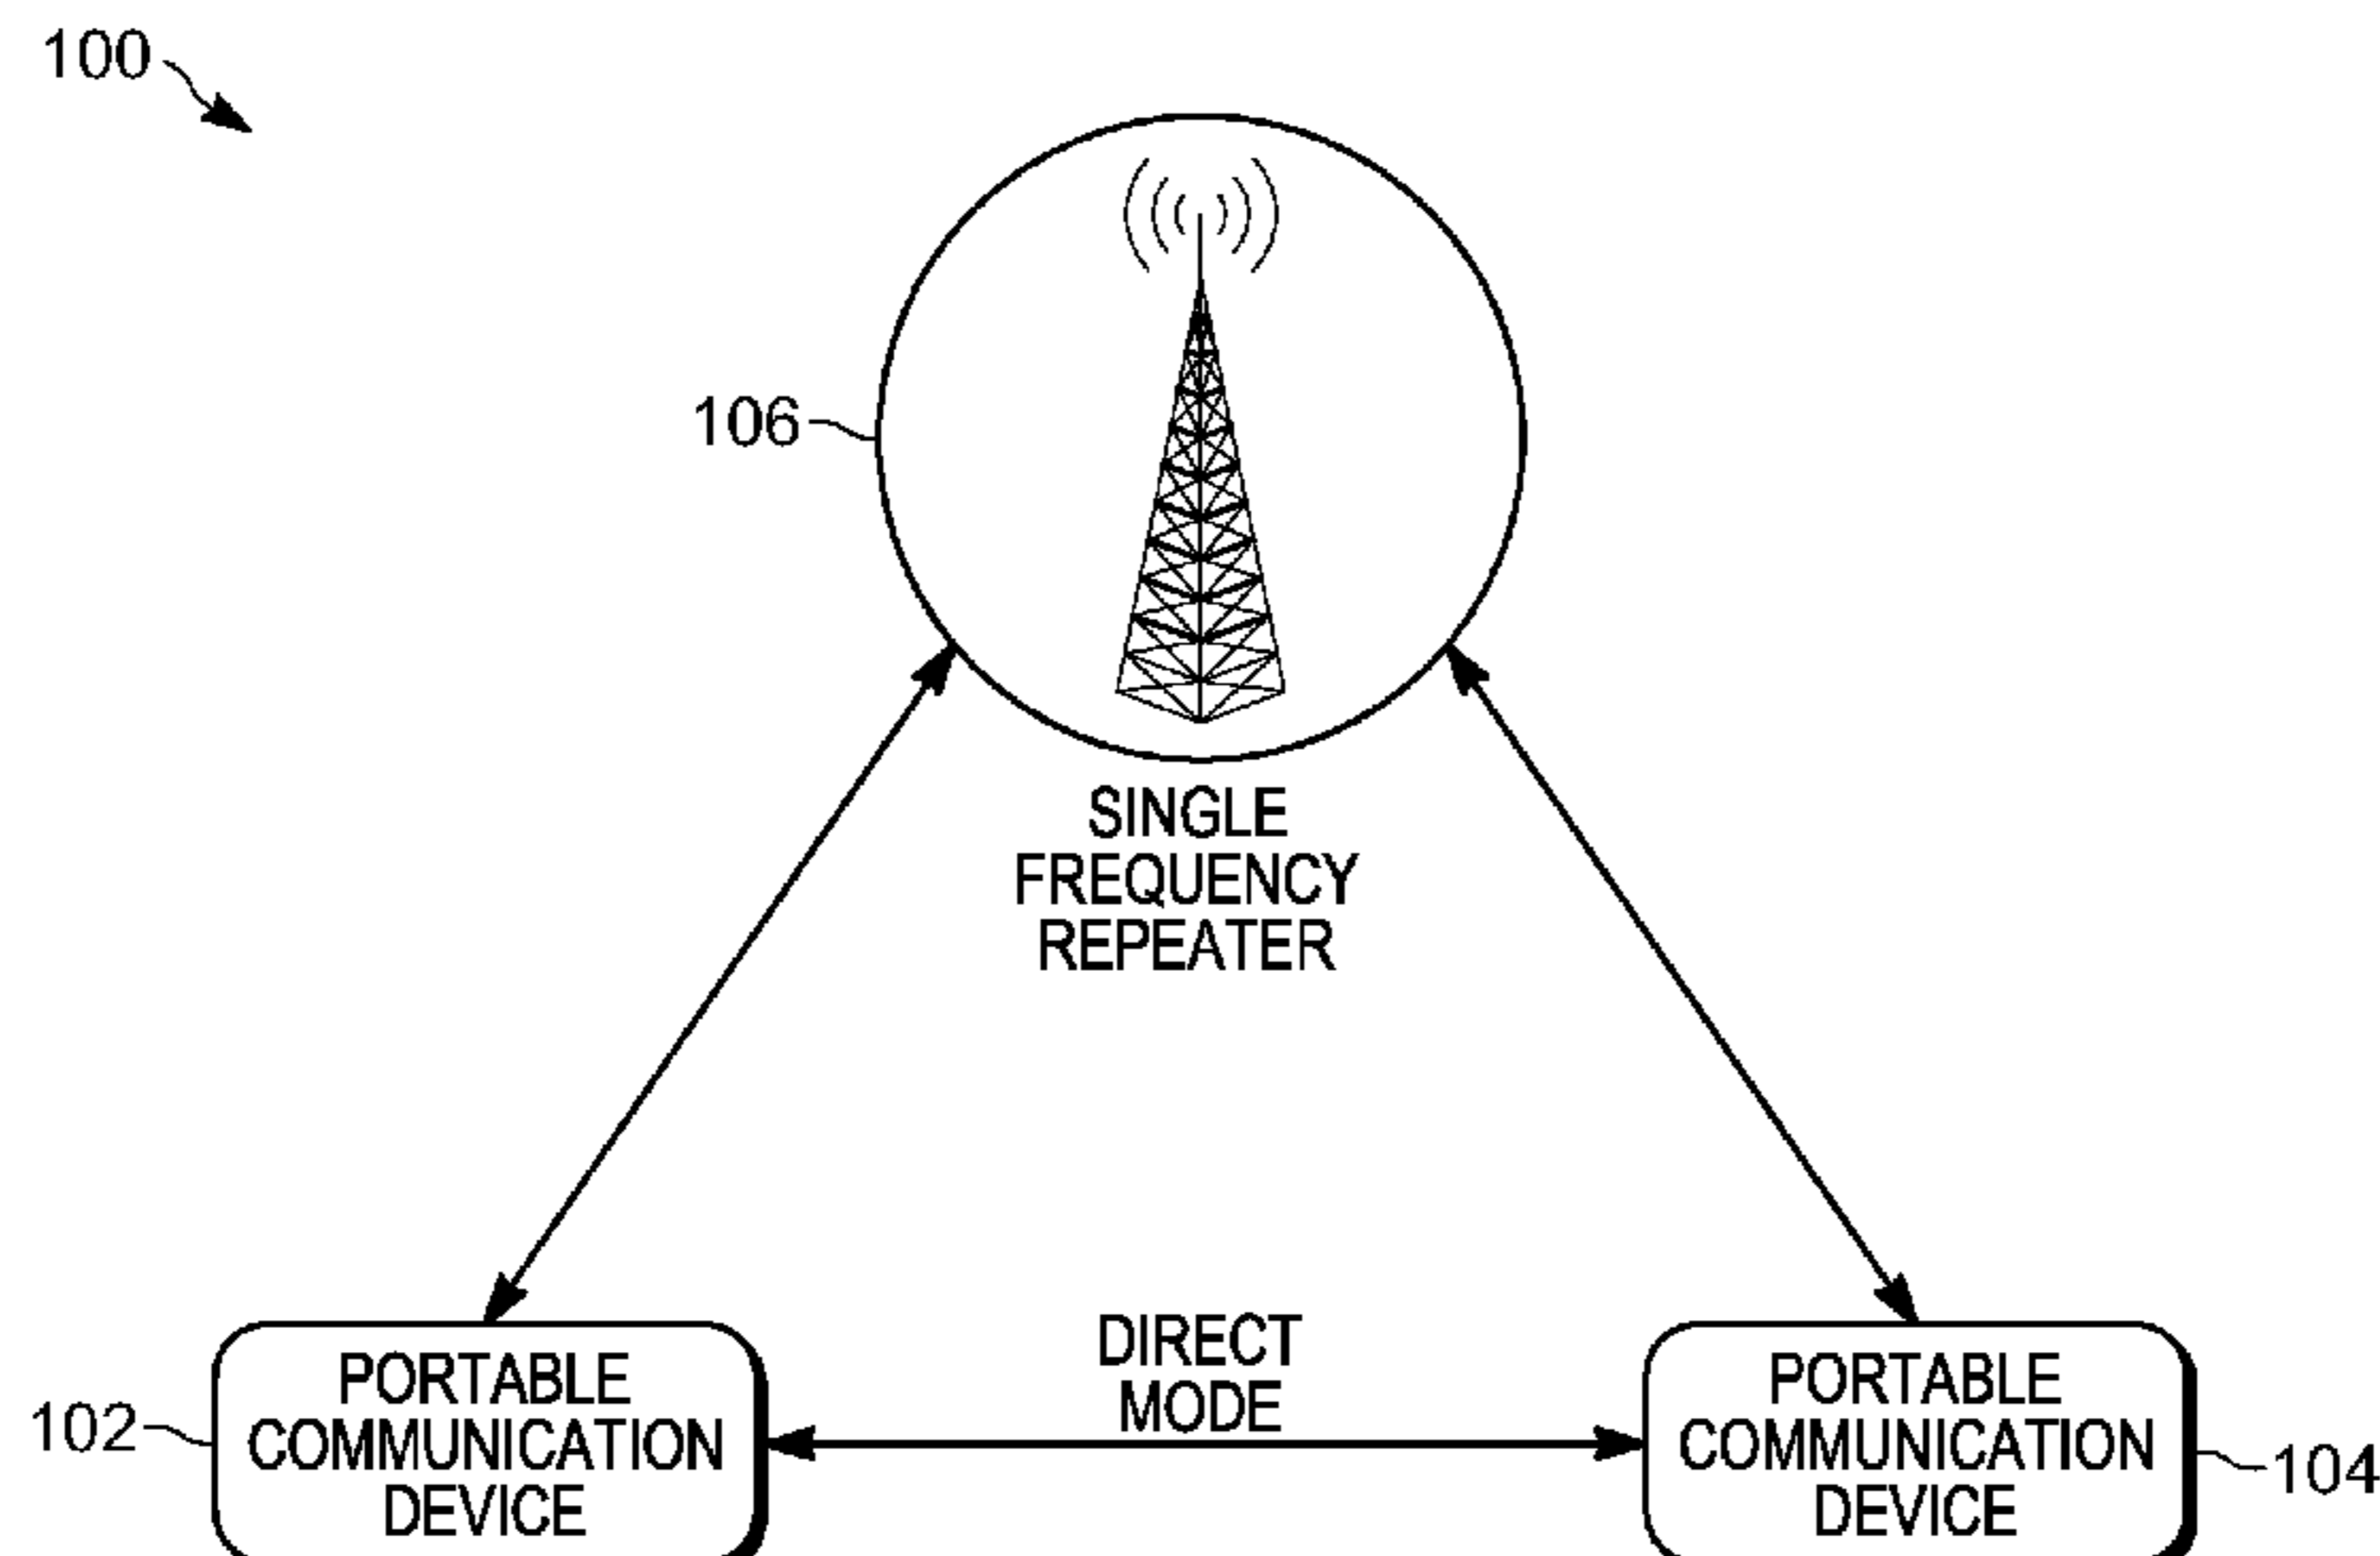 100
106
SINGLE
FREQUENCY
REPEATER
DIRECT
MODE
102
PORTABLE
COMMUNICATION
DEVICE
PORTABLE
COMMUNICATION
DEVICE
104